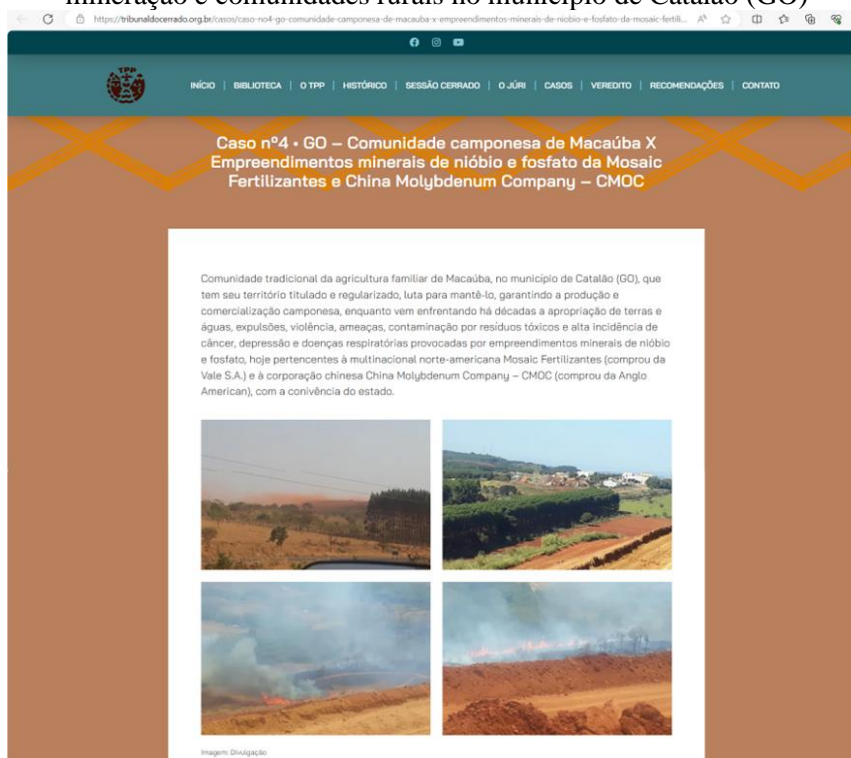 mineração e comunidades rurais no município de Catalão (GO)
https://tribunaldocerrado.org.br/casos/caso-no4-go-comunidade-camponesa-de-macauba-x-empreendimentos-minerais-de-niobio-e-fosfato-da-mosaic-fertili...
TPP
INÍCIO | BIBLIOTECA | O TPP | HISTÓRICO | SESSÃO CERRADO | O JÚRI | CASOS | VEREDITO | RECOMENDAÇÕES | CONTATO
Caso nº4 • GO – Comunidade camponesa de Macaúba X
Empreendimentos minerais de nióbio e fosfato da Mosaic
Fertilizantes e China Molybdenum Company – CMOC
Comunidade tradicional da agricultura familiar de Macaúba, no município de Catalão (GO), que
tem seu território titulado e regularizado, luta para mantê-lo, garantindo a produção e
comercialização camponesa, enquanto vem enfrentando há décadas a apropriação de terras e
águas, expulsões, violência, ameaças, contaminação por resíduos tóxicos e alta incidência de
câncer, depressão e doenças respiratórias provocadas por empreendimentos minerais de nióbio
e fosfato, hoje pertencentes à multinacional norte-americana Mosaic Fertilizantes (comprou da
Vale S.A.) e à corporação chinesa China Molybdenum Company – CMOC (comprou da Anglo
American), com a conivência do estado.
Imagem: Divulgação